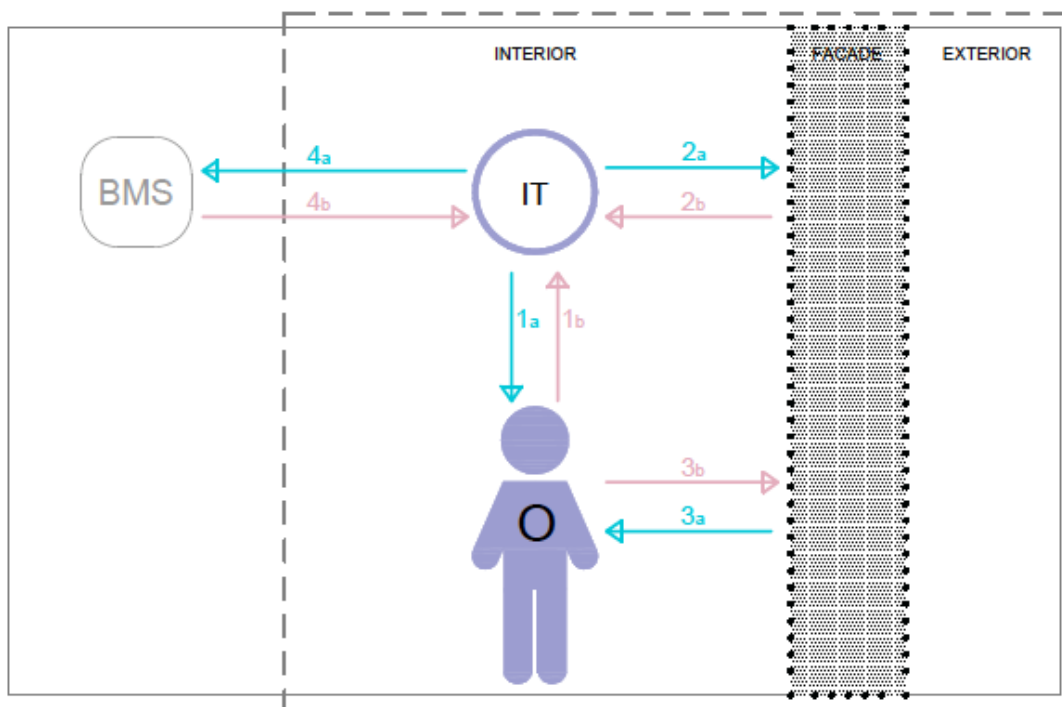 INTERIOR
FACADE
EXTERIOR
4a
2a
BMS
IT
4b
2b
1a
1b
3b
O
3a